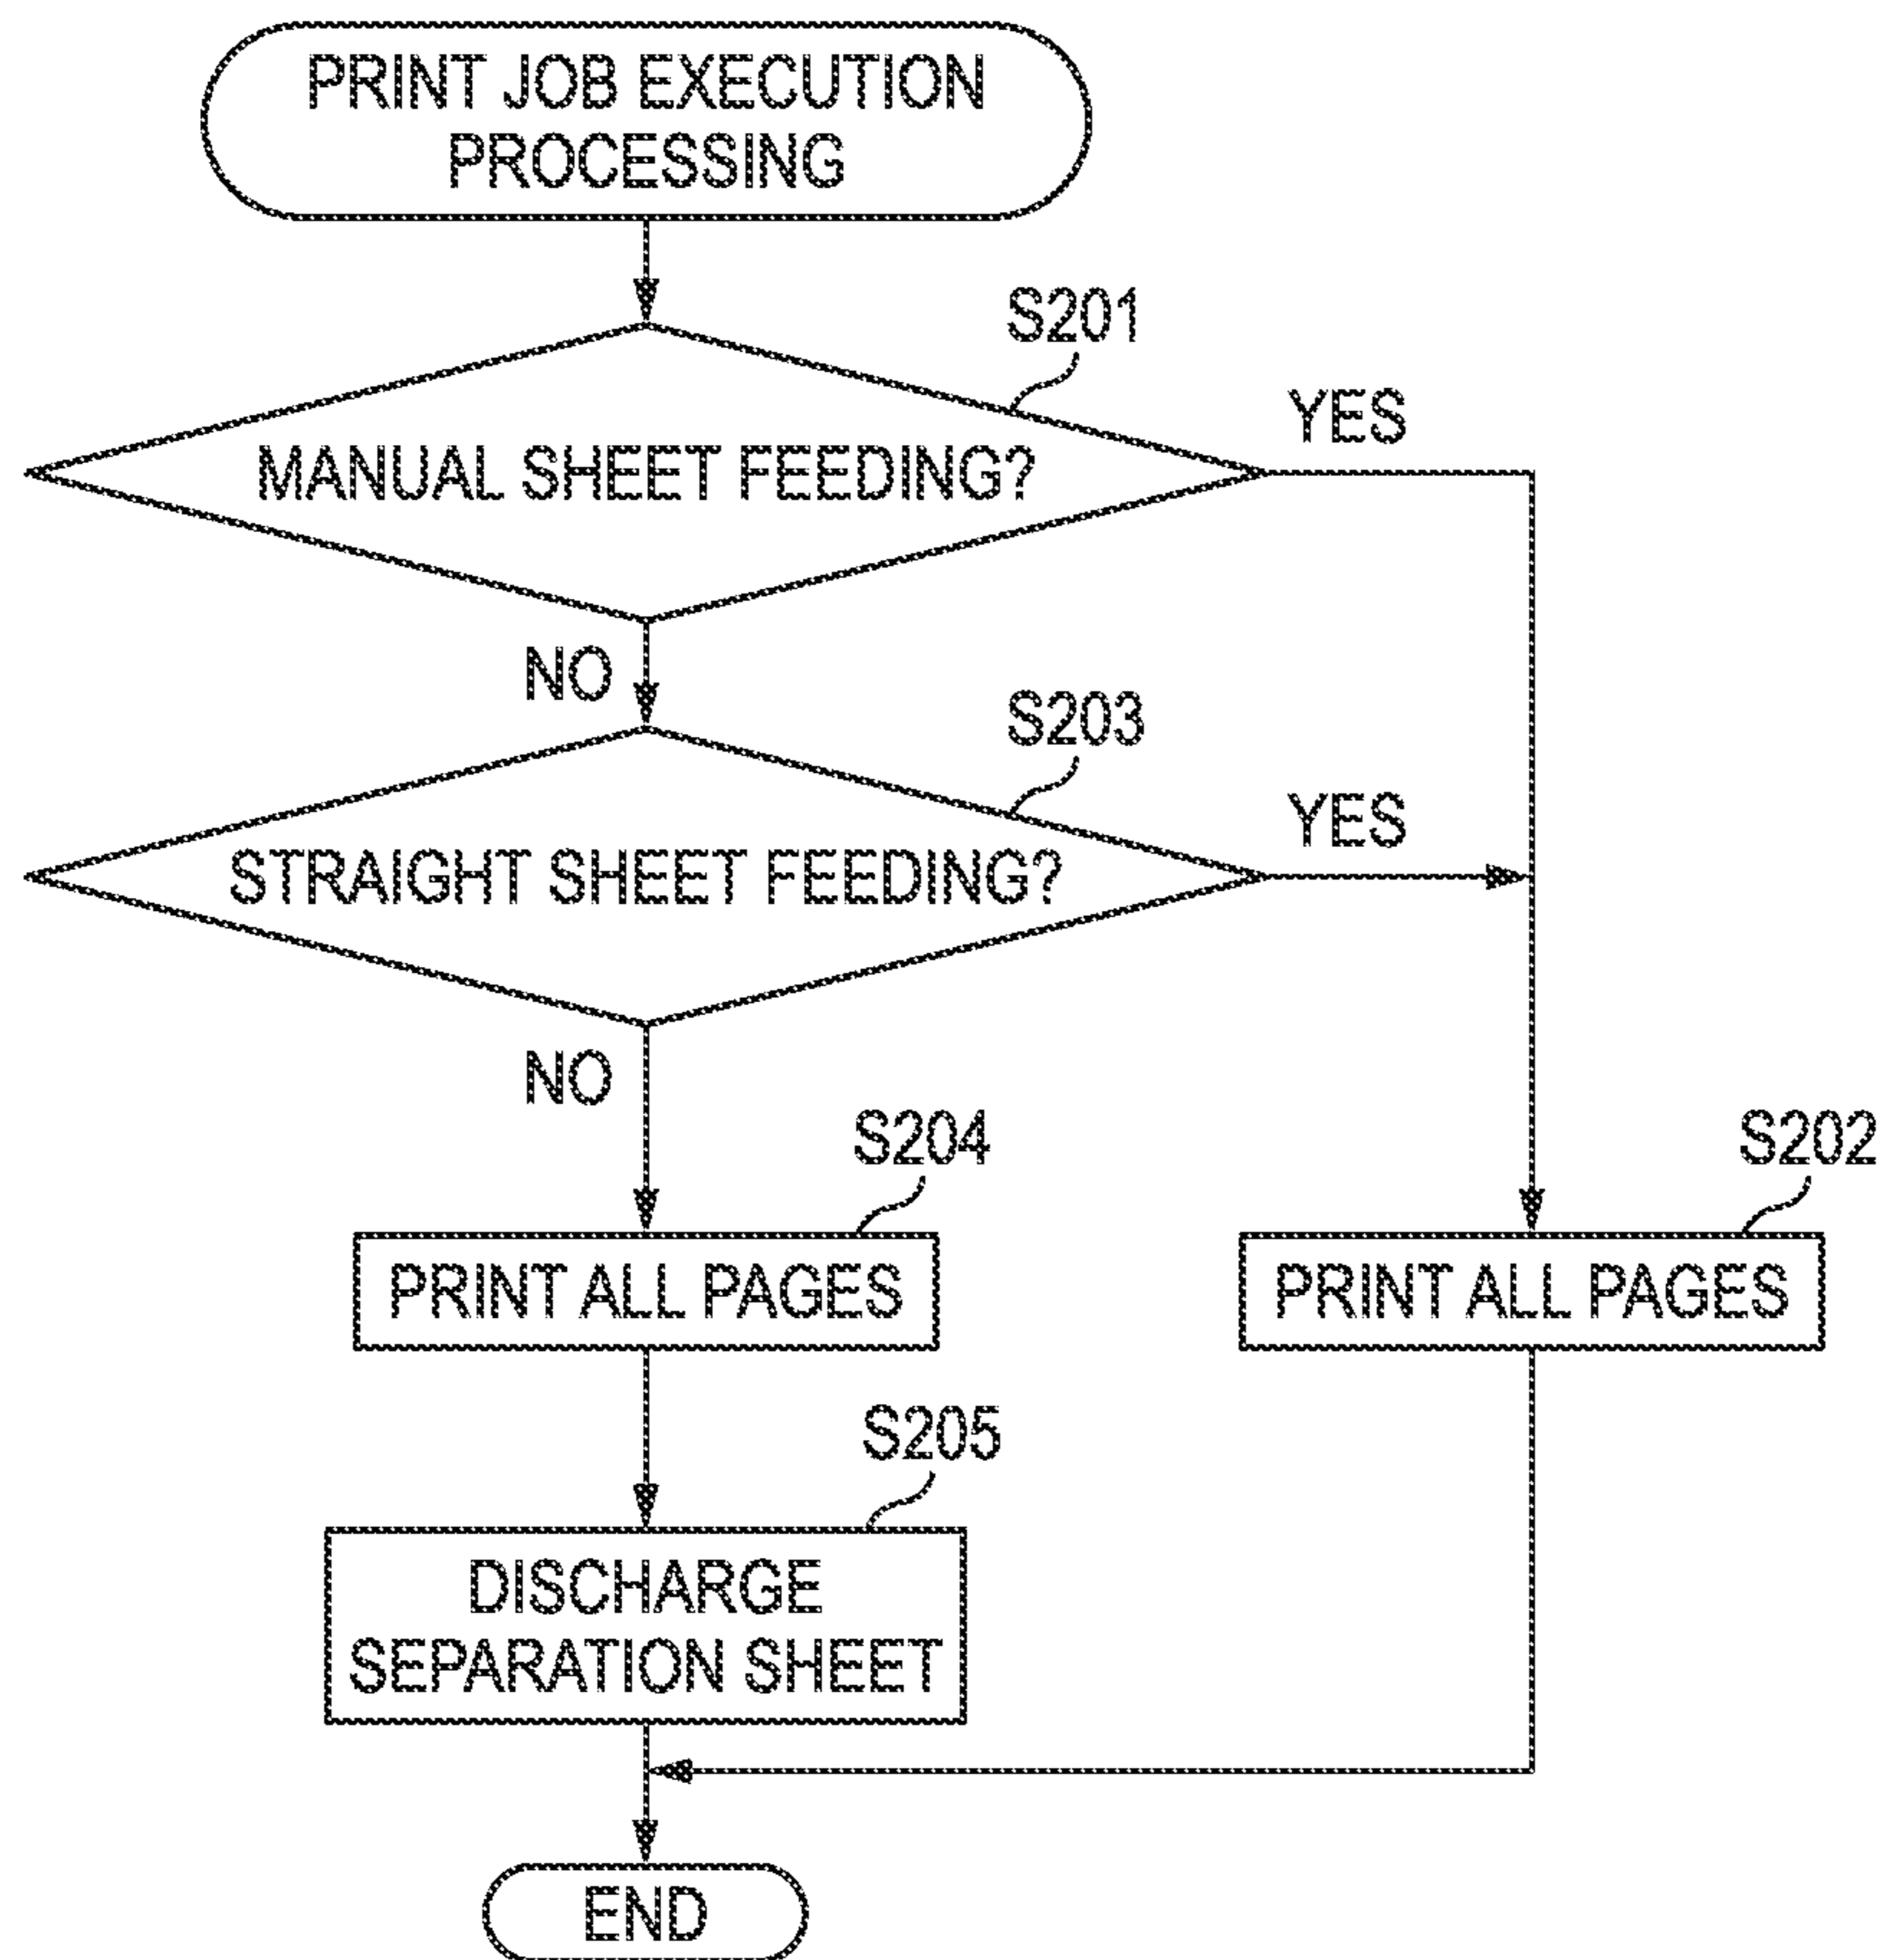 PRINT JOB EXECUTION
PROCESSING
S201
YES
MANUAL SHEET FEEDING?
NO
S203
YES
STRAIGHT SHEET FEEDING?
NO
S204
S202
PRINT ALL PAGES
PRINT ALL PAGES
S205
DISCHARGE
SEPARATION SHEET
END